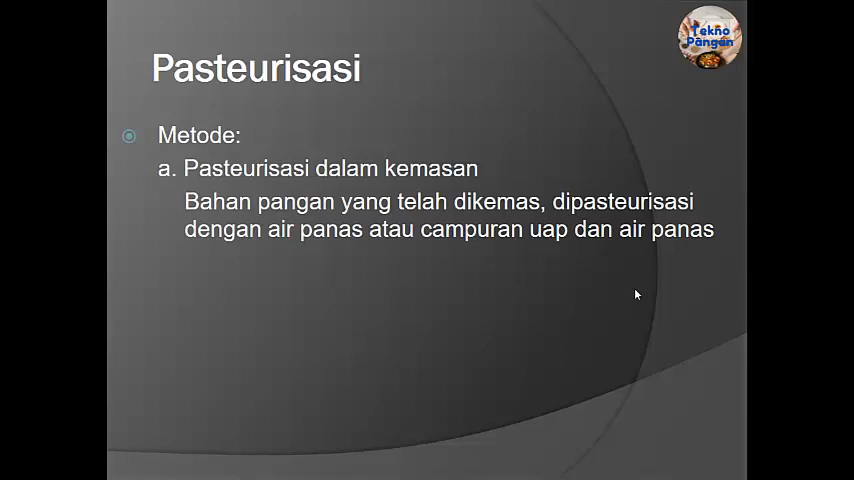 Tekno
Pangan
Pasteurisasi
Metode:
a. Pasteurisasi dalam kemasan
Bahan pangan yang telah dikemas, dipasteurisasi
dengan air panas atau campuran uap dan air panas